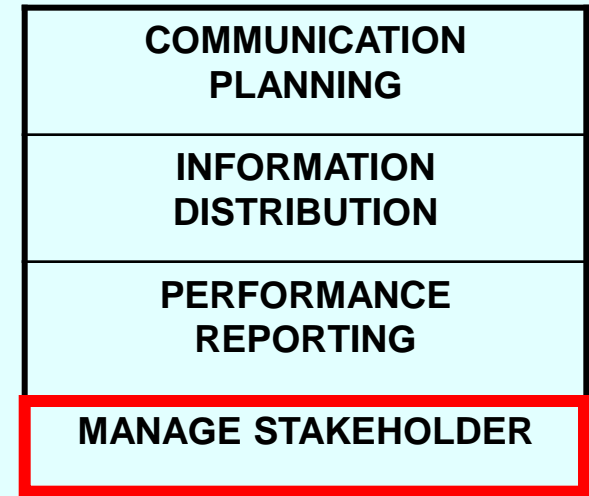 COMMUNICATION
PLANNING
INFORMATION
DISTRIBUTION
PERFORMANCE
REPORTING
MANAGE STAKEHOLDER